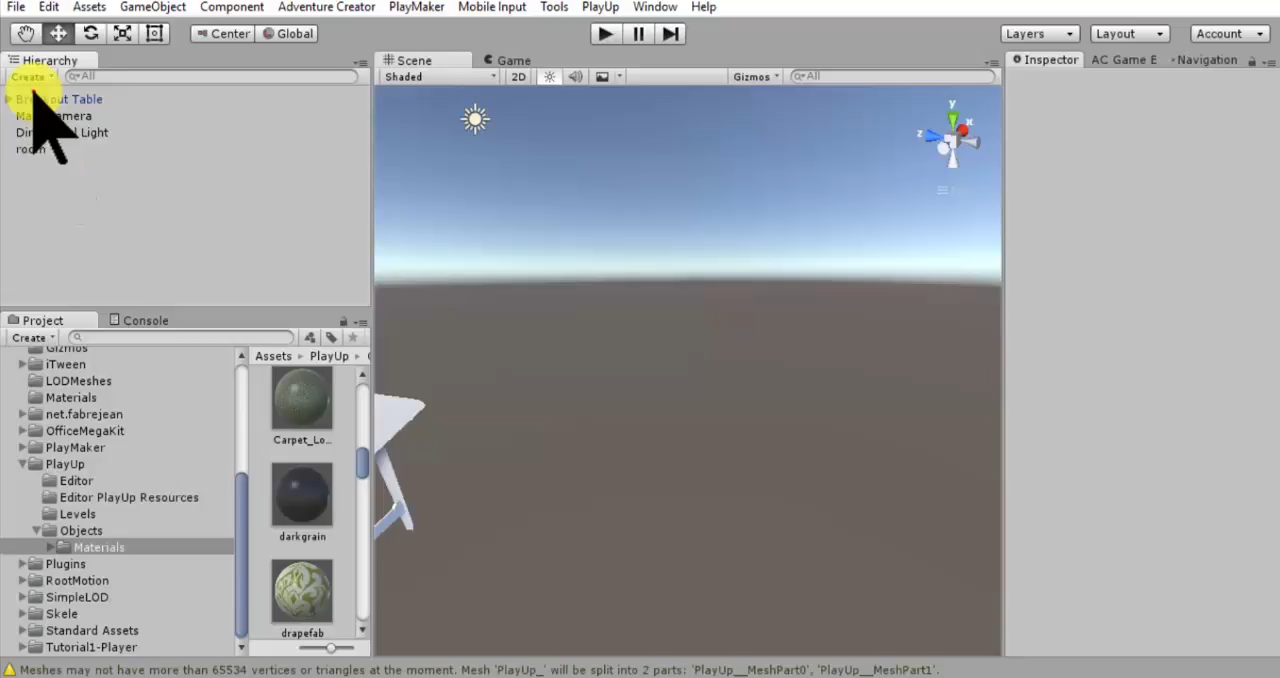 File Edit Assets GameObject Component Adventure Creator PlayMaker Mobile Input Tools PlayUp Window Help
Center Global Layers Layout Account
Hierarchy Scene Game Inspector AC Game E Navigation
Create All Shaded 2D Gizmos All
Table
Light
y
x
z
Project Console
Create
Assets PlayUp
Gizmos
iTween
LODMeshes
Materials
net.fabrejean
OfficeMegaKit
PlayMaker
PlayUp
Editor
Editor PlayUp Resources
Levels
Objects
Materials
Plugins
RootMotion
SimpleLOD
Skele
Standard Assets
Tutorial1-Player
Carpet_Lo...
darkgrain
drapefab
Meshes may not have more than 65534 vertices or triangles at the moment. Mesh 'PlayUp_' will be split into 2 parts: 'PlayUp__MeshPart0', 'PlayUp__MeshPart1'.